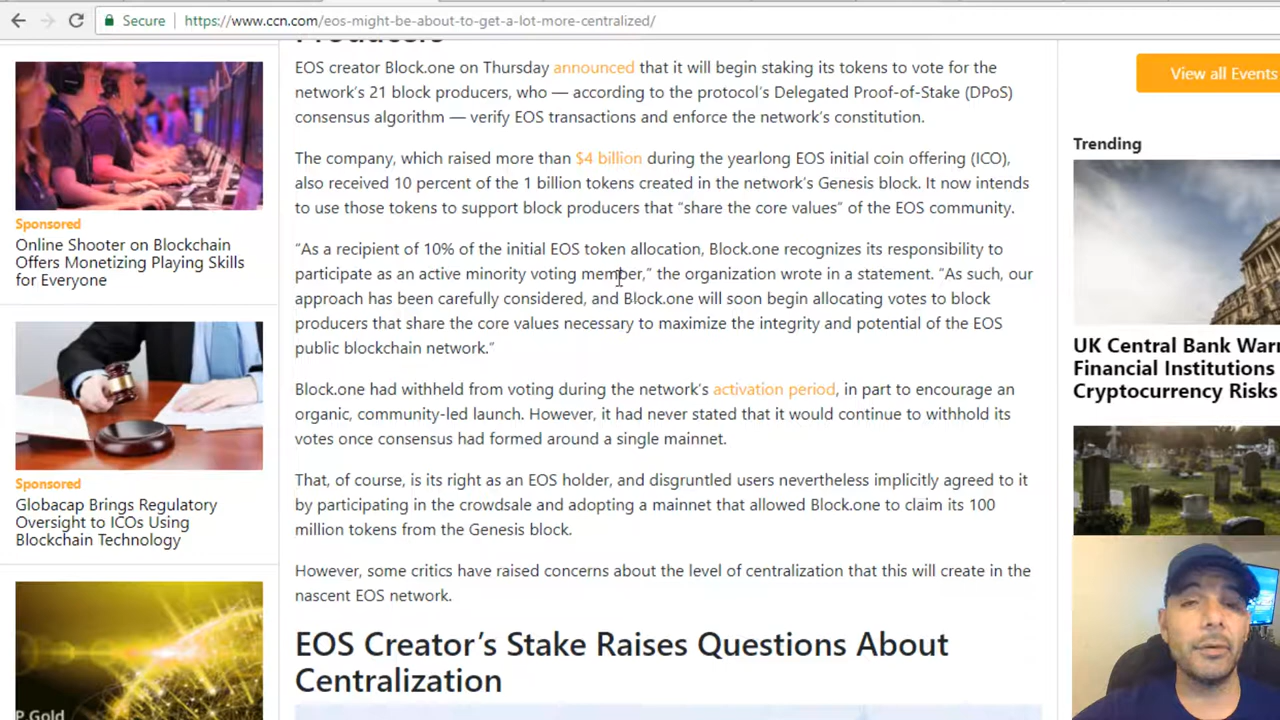 Secure
https://www.ccn.com/eos-might-be-about-to-get-a-lot-more-centralized/
Producers
EOS creator Block.one on Thursday announced that it will begin staking its tokens to vote for the
network's 21 block producers, who — according to the protocol's Delegated Proof-of-Stake (DPoS)
consensus algorithm — verify EOS transactions and enforce the network's constitution.
The company, which raised more than $4 billion during the yearlong EOS initial coin offering (ICO),
also received 10 percent of the 1 billion tokens created in the network's Genesis block. It now intends
to use those tokens to support block producers that “share the core values” of the EOS community.
“As a recipient of 10% of the initial EOS token allocation, Block.one recognizes its responsibility to
participate as an active minority voting member,” the organization wrote in a statement. “As such, our
approach has been carefully considered, and Block.one will soon begin allocating votes to block
producers that share the core values necessary to maximize the integrity and potential of the EOS
public blockchain network.”
Block.one had withheld from voting during the network's activation period, in part to encourage an
organic, community-led launch. However, it had never stated that it would continue to withhold its
votes once consensus had formed around a single mainnet.
That, of course, is its right as an EOS holder, and disgruntled users nevertheless implicitly agreed to it
by participating in the crowdsale and adopting a mainnet that allowed Block.one to claim its 100
million tokens from the Genesis block.
However, some critics have raised concerns about the level of centralization that this will create in the
nascent EOS network.
EOS Creator's Stake Raises Questions About
Centralization
Sponsored
Online Shooter on Blockchain
Offers Monetizing Playing Skills
for Everyone
Sponsored
Globacap Brings Regulatory
Oversight to ICOs Using
Blockchain Technology
P Gold
View all Events
Trending
UK Central Bank Warn
Financial Institutions
Cryptocurrency Risks